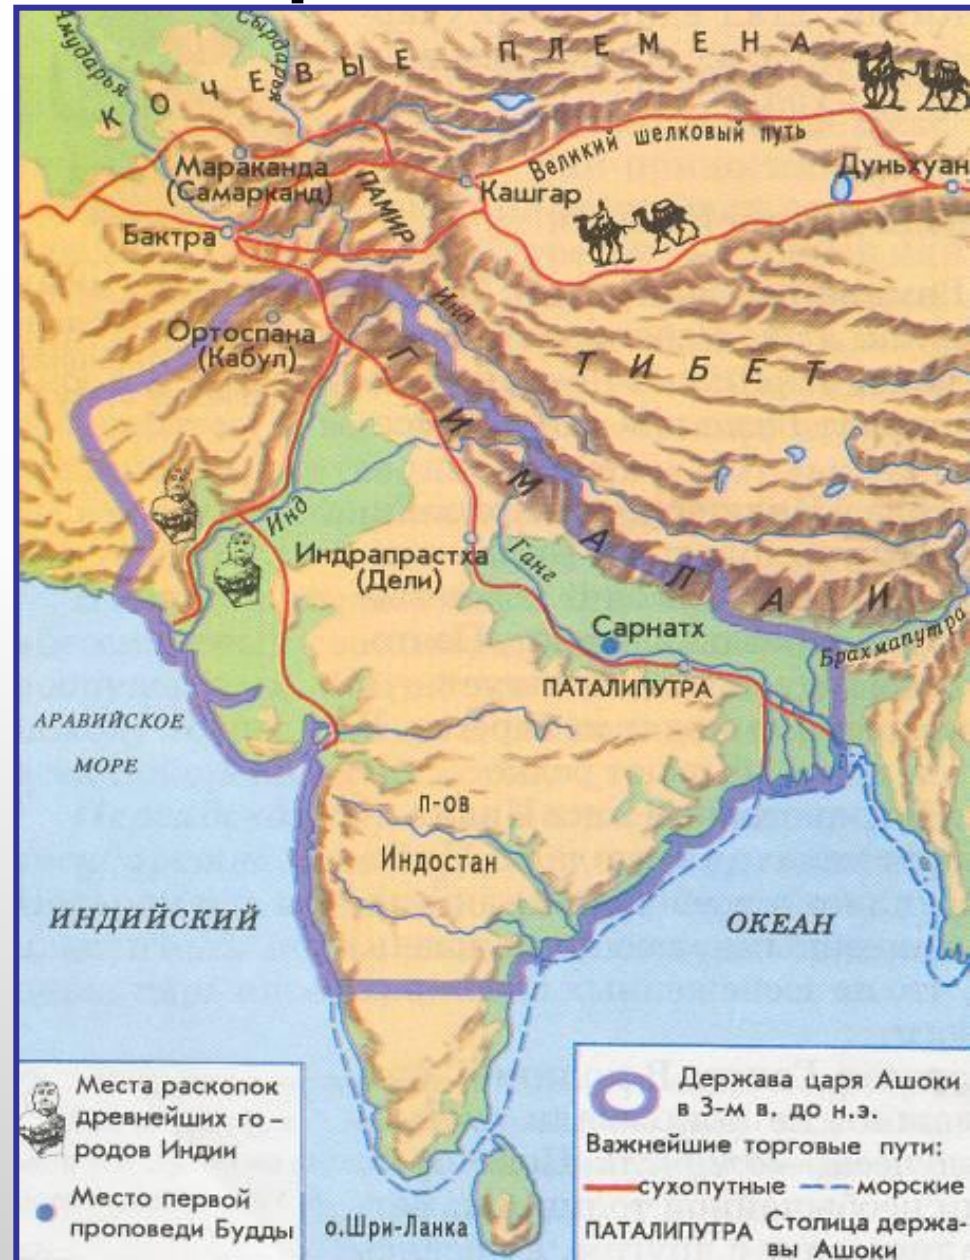 Амударья
Сырдарья
КОЧЕВЫЕ ПЛЕМЕНА
Великий шелковый путь
Мараканда
(Самарканд)
ПАМИР
Кашгар
Дуньхуан
Бактра
Инд
Ортоспана
(Кабул)
ТИБЕТ
ГИМАЛАИ
Инд
Индрапрастха
(Дели)
Ганг
Сарнатх
Брахмапутра
ПАТАЛИПУТРА
АРАВИЙСКОЕ
МОРЕ
п-ов
Индостан
ИНДИЙСКИЙ ОКЕАН
о.Шри-Ланка
Места раскопок
древнейших го-
родов Индии
Место первой
проповеди Будды
Держава царя Ашоки
в 3-м в. до н.э.
Важнейшие торговые пути:
сухопутные морские
ПАТАЛИПУТРА Столица держа-
вы Ашоки